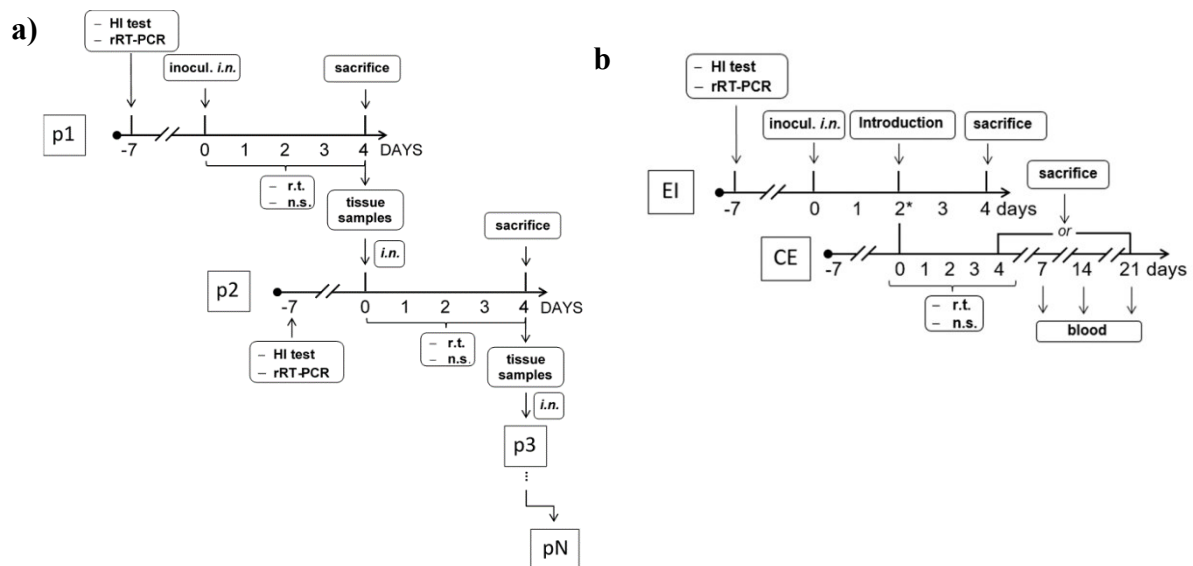 a)
– HI test
– rRT-PCR
inocul. i.n.
sacrifice
p1
-7 0 1 2 3 4 DAYS
– r.t.
– n.s.
tissue
samples
i.n.
sacrifice
p2
-7 0 1 2 3 4 DAYS
– HI test
– rRT-PCR
– r.t.
– n.s.
tissue
samples
i.n.
p3
pN
b
– HI test
– rRT-PCR
inocul. i.n.
Introduction
sacrifice
EI
-7 0 1 2* 3 4 days
sacrifice
or
CE
-7 0 1 2 3 4 7 14 21 days
– r.t.
– n.s.
blood